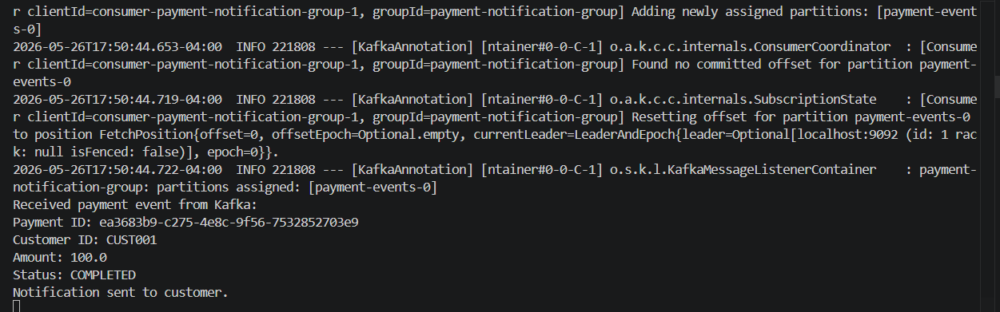 r clientId=consumer-payment-notification-group-1, groupId=payment-notification-group] Adding newly assigned partitions: [payment-event
s-0]
2026-05-26T17:50:44.653-04:00  INFO 221808 --- [KafkaAnnotation] [ntainer#0-0-C-1] o.a.k.c.c.internals.ConsumerCoordinator  : [Consume
r clientId=consumer-payment-notification-group-1, groupId=payment-notification-group] Found no committed offset for partition payment-
events-0
2026-05-26T17:50:44.719-04:00  INFO 221808 --- [KafkaAnnotation] [ntainer#0-0-C-1] o.a.k.c.c.internals.SubscriptionState    : [Consume
r clientId=consumer-payment-notification-group-1, groupId=payment-notification-group] Resetting offset for partition payment-events-0
to position FetchPosition{offset=0, offsetEpoch=Optional.empty, currentLeader=LeaderAndEpoch{leader=Optional[localhost:9092 (id: 1 rac
k: null isFenced: false)], epoch=0}}.
2026-05-26T17:50:44.722-04:00  INFO 221808 --- [KafkaAnnotation] [ntainer#0-0-C-1] o.s.k.l.KafkaMessageListenerContainer    : payment-
notification-group: partitions assigned: [payment-events-0]
Received payment event from Kafka:
Payment ID: ea3683b9-c275-4e8c-9f56-7532852703e9
Customer ID: CUST001
Amount: 100.0
Status: COMPLETED
Notification sent to customer.